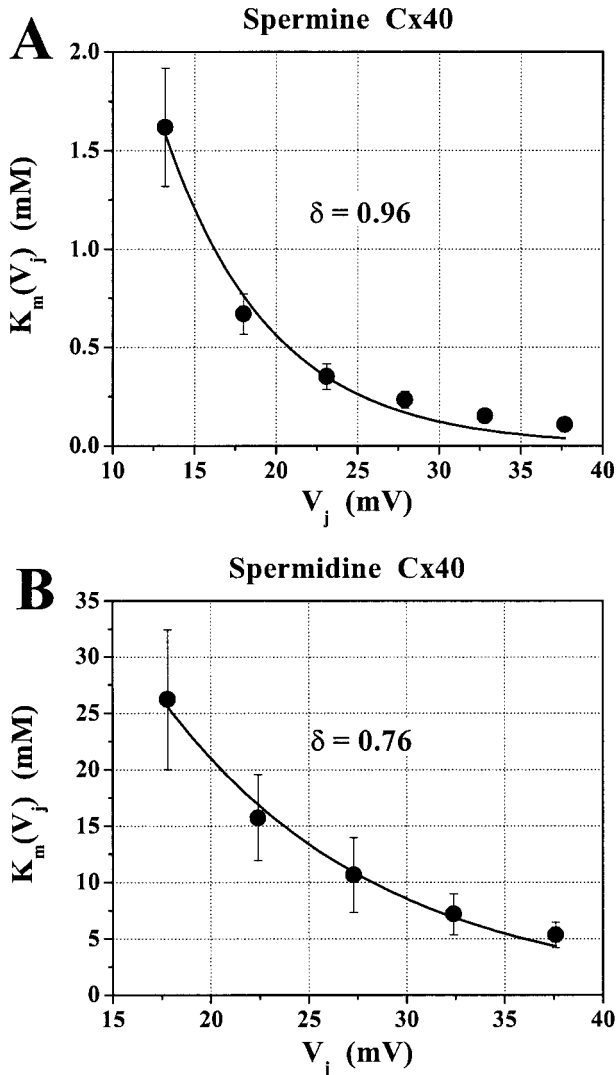 A
Spermine Cx40
2.0
1.5
1.0
0.5
0.0
K_m(V_j) (mM)
δ = 0.96
10 15 20 25 30 35 40
V_j (mV)
B
Spermidine Cx40
35
30
25
20
15
10
5
0
K_m(V_j) (mM)
δ = 0.76
15 20 25 30 35 40
V_j (mV)